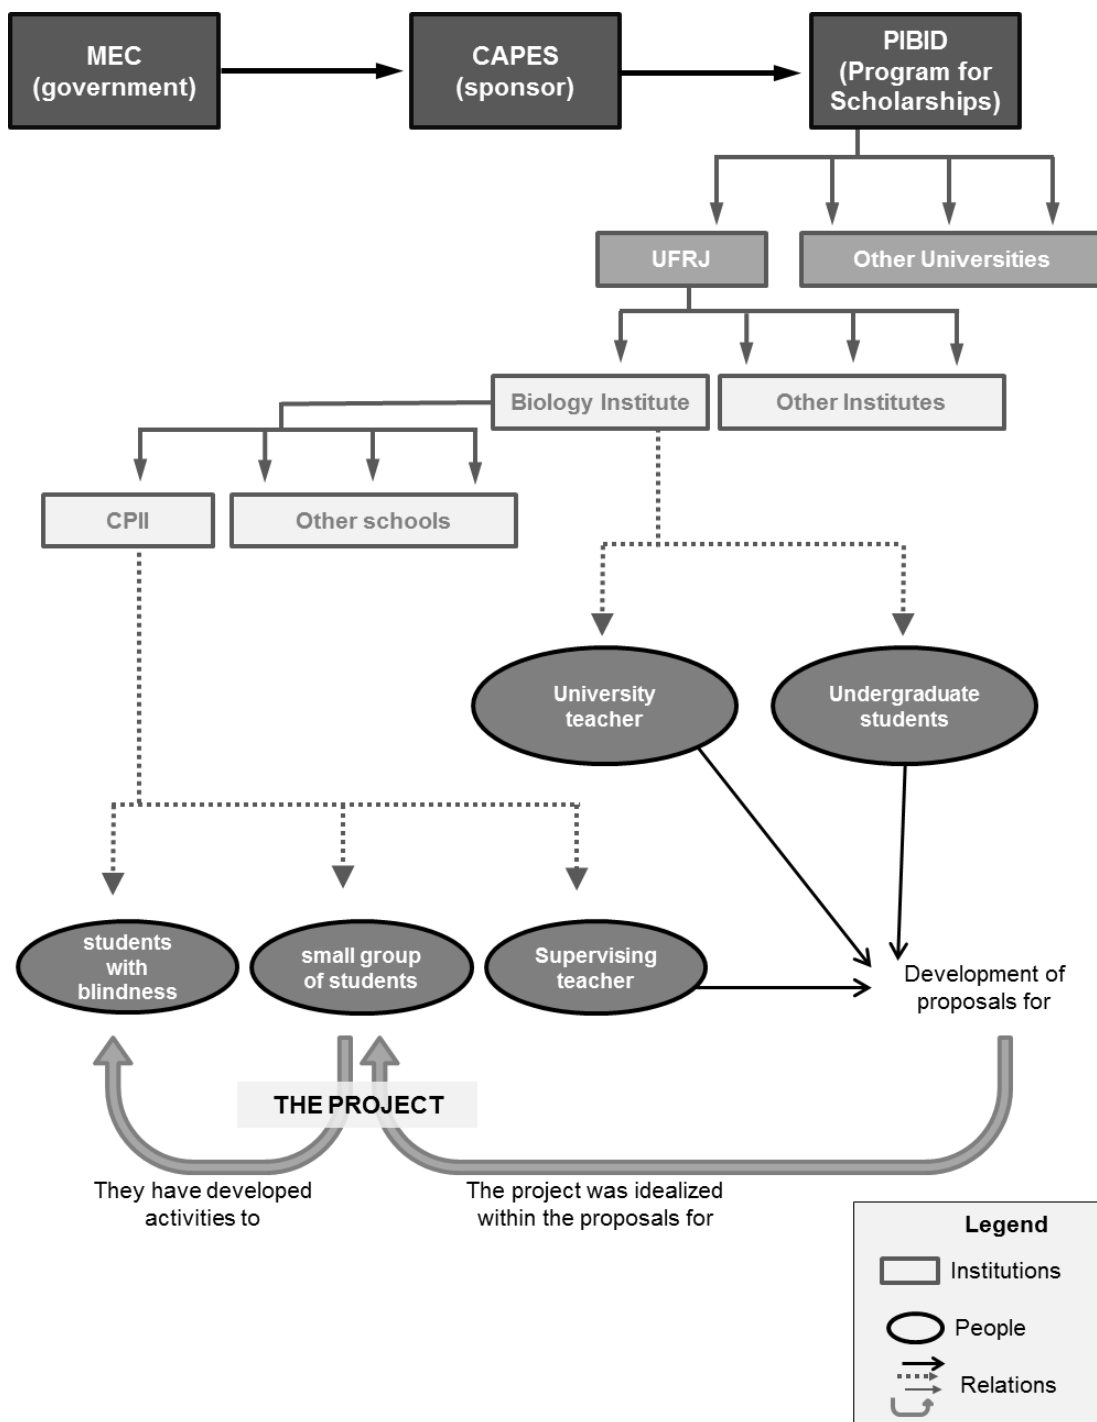 MEC
(government)
CAPES
(sponsor)
PIBID
(Program for
Scholarships)
UFRJ
Other Universities
Biology Institute
Other Institutes
CPII
Other schools
University
teacher
Undergraduate
students
students
with
blindness
small group
of students
Supervising
teacher
Development of
proposals for
THE PROJECT
They have developed
activities to
The project was idealized
within the proposals for
Legend
Institutions
People
Relations